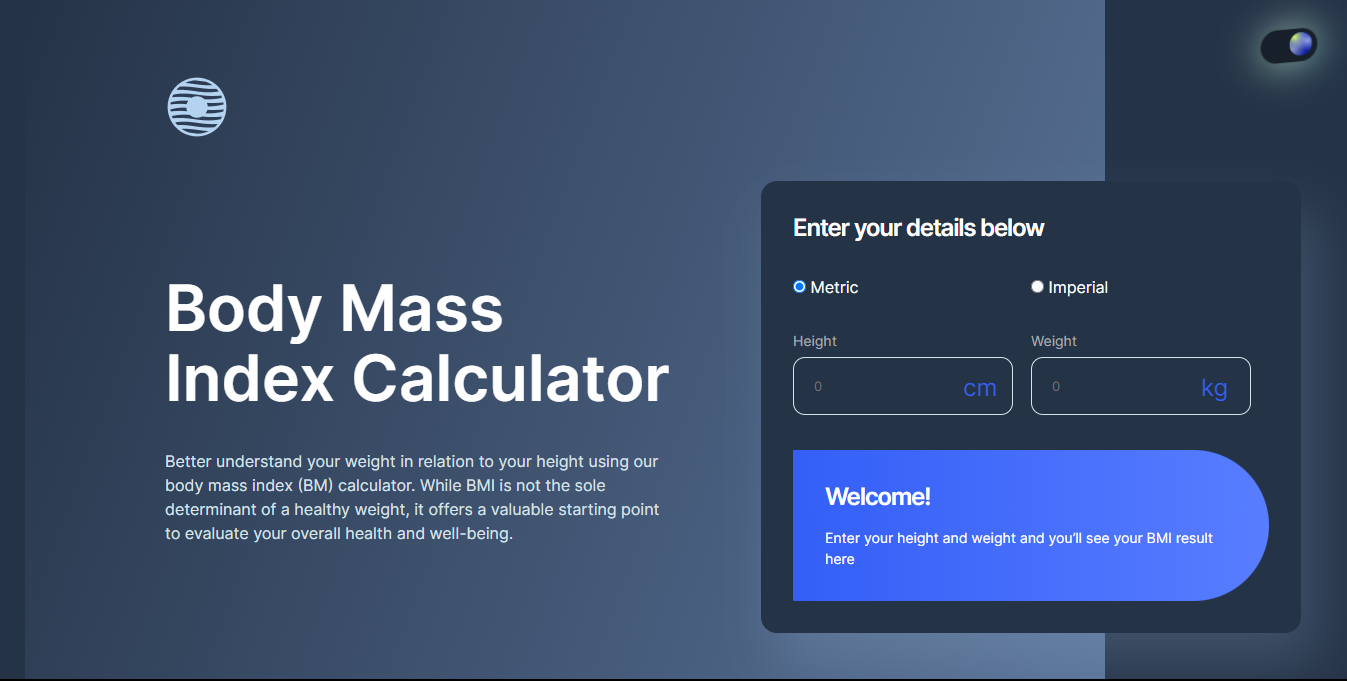 Body Mass
Index Calculator
Better understand your weight in relation to your height using our
body mass index (BM) calculator. While BMI is not the sole
determinant of a healthy weight, it offers a valuable starting point
to evaluate your overall health and well-being.
Enter your details below
Metric
Imperial
Height
Weight
0 cm
0 kg
Welcome!
Enter your height and weight and you’ll see your BMI result
here